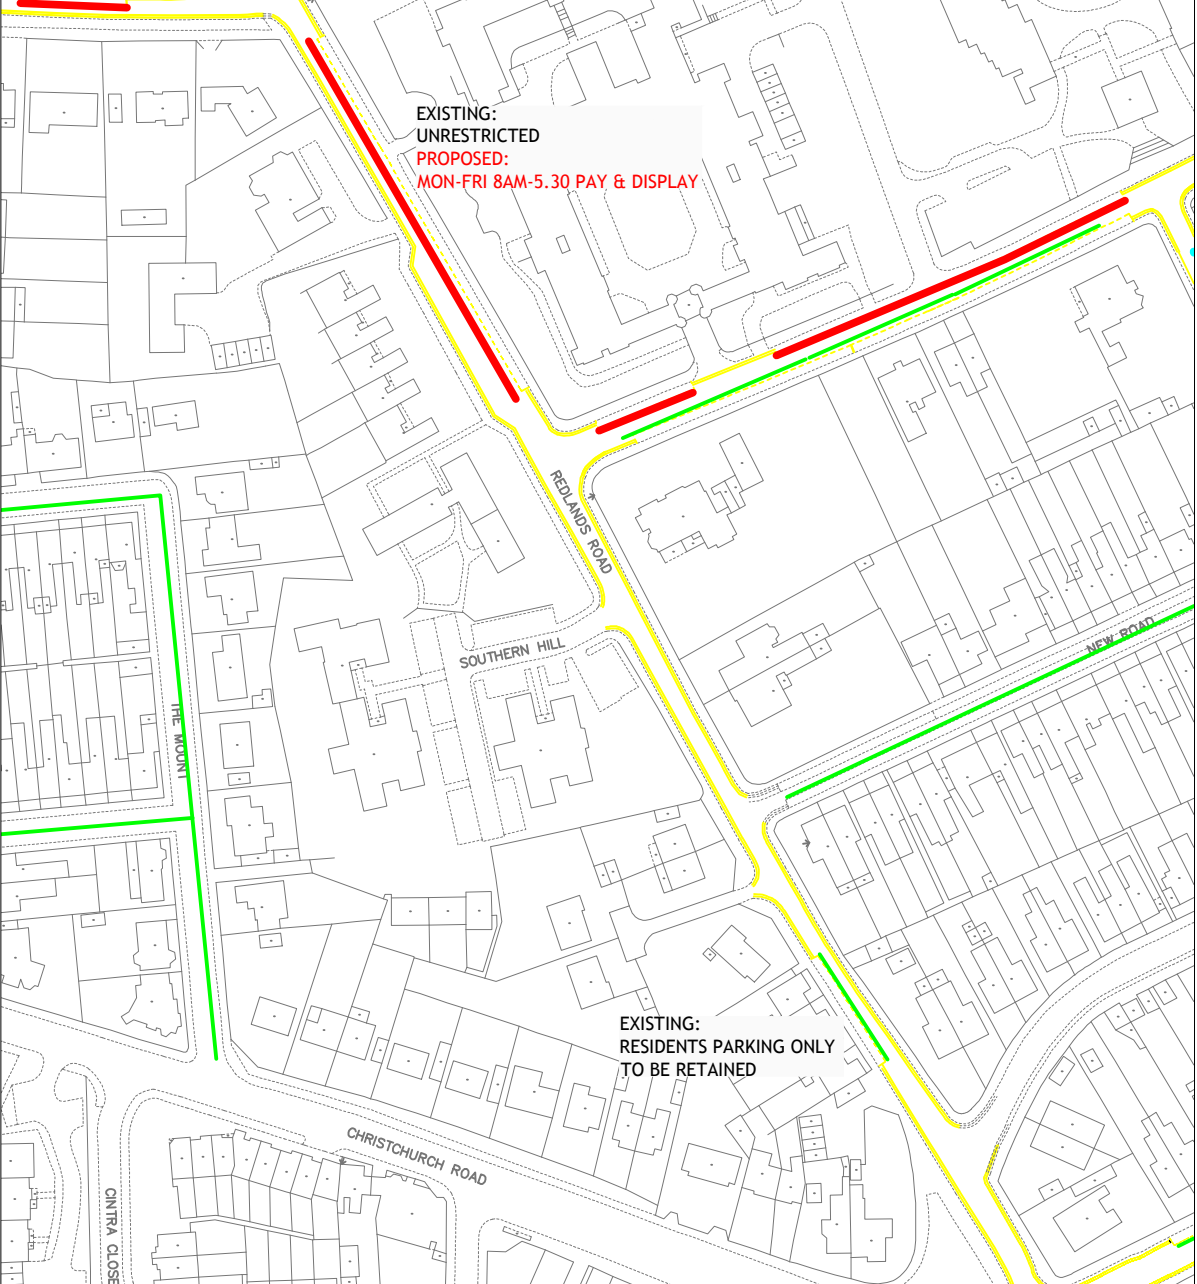 EXISTING:
UNRESTRICTED
PROPOSED:
MON-FRI 8AM-5.30 PAY & DISPLAY
REDLANDS ROAD
SOUTHERN HILL
NEW ROAD
THE MOUNT
EXISTING:
RESIDENTS PARKING ONLY
TO BE RETAINED
CHRISTCHURCH ROAD
CINTRA CLOSE